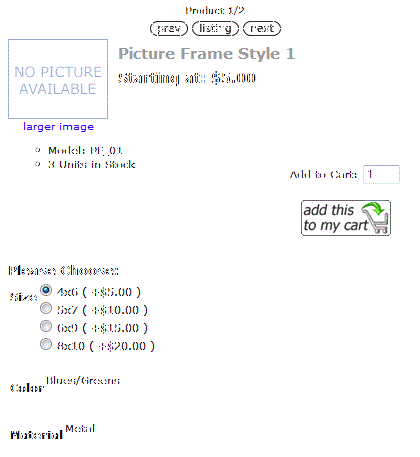 Product 1/2
prev listing next
NO PICTURE
AVAILABLE
larger image
Picture Frame Style 1
Starting at: $5.000
Model: PF_01
3 Units in Stock
Add to Cart: 1
add this
to my cart
Please Choose:
Size
4x6 ( +$5.00 )
5x7 ( +$10.00 )
6x9 ( +$15.00 )
8x10 ( +$20.00 )
Color Blues/Greens
Material Metal